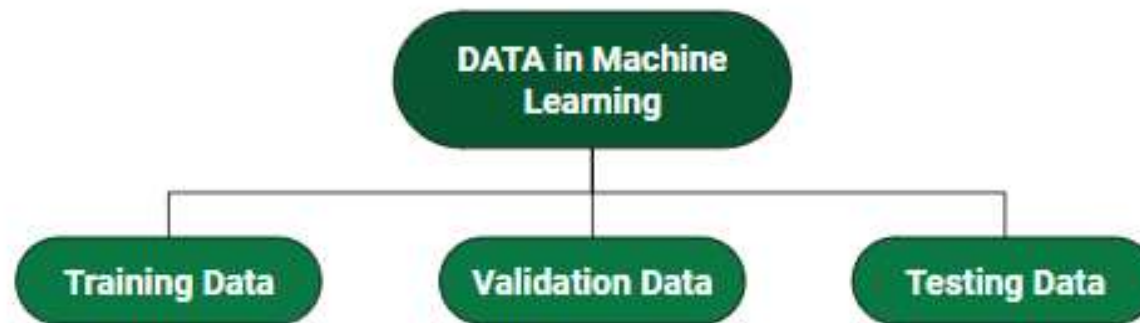 DATA in Machine
Learning
Training Data
Validation Data
Testing Data